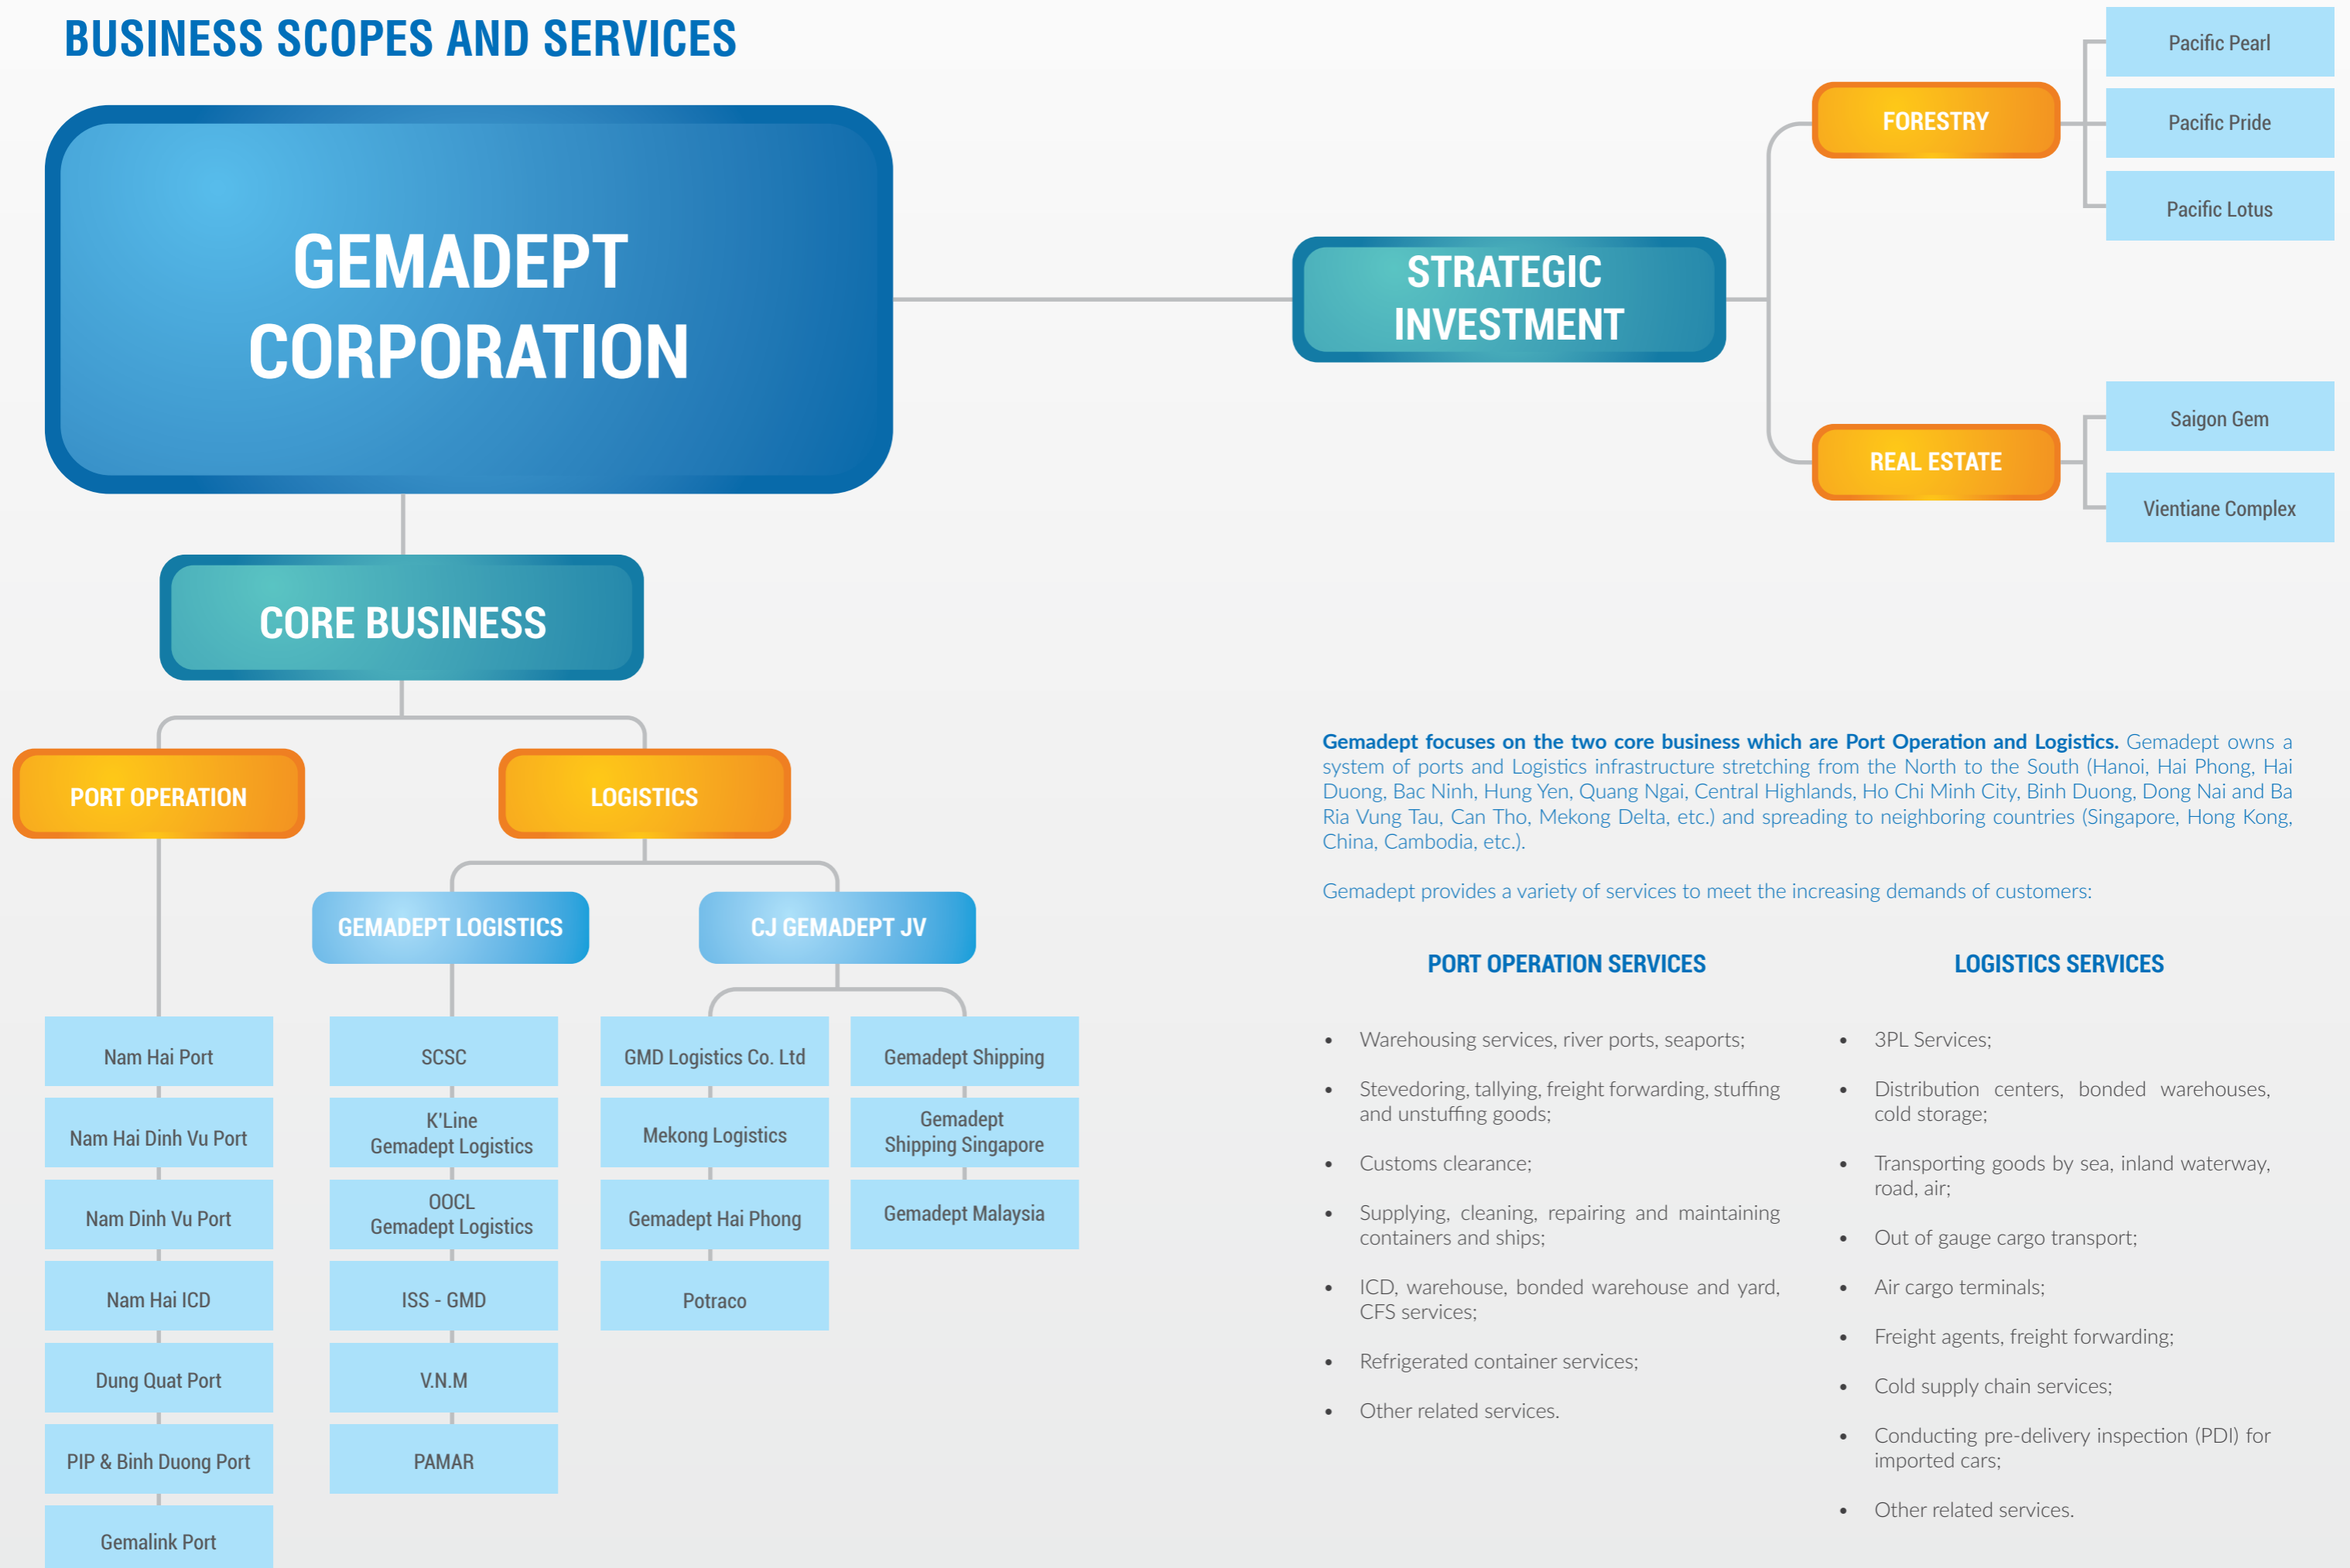 BUSINESS SCOPES AND SERVICES
GEMADEPT
CORPORATION
STRATEGIC
INVESTMENT
FORESTRY
Pacific Pearl
Pacific Pride
Pacific Lotus
REAL ESTATE
Saigon Gem
Vientiane Complex
CORE BUSINESS
PORT OPERATION
LOGISTICS
GEMADEPT LOGISTICS
CJ GEMADEPT JV
Nam Hai Port
Nam Hai Dinh Vu Port
Nam Dinh Vu Port
Nam Hai ICD
Dung Quat Port
PIP & Binh Duong Port
Gemalink Port
SCSC
K'Line
Gemadept Logistics
OOCL
Gemadept Logistics
ISS - GMD
V.N.M
PAMAR
GMD Logistics Co. Ltd
Mekong Logistics
Gemadept Hai Phong
Potraco
Gemadept Shipping
Gemadept
Shipping Singapore
Gemadept Malaysia
Gemadept focuses on the two core business which are Port Operation and Logistics. Gemadept owns a
system of ports and Logistics infrastructure stretching from the North to the South (Hanoi, Hai Phong, Hai
Duong, Bac Ninh, Hung Yen, Quang Ngai, Central Highlands, Ho Chi Minh City, Binh Duong, Dong Nai and Ba
Ria Vung Tau, Can Tho, Mekong Delta, etc.) and spreading to neighboring countries (Singapore, Hong Kong,
China, Cambodia, etc.).
Gemadept provides a variety of services to meet the increasing demands of customers:
PORT OPERATION SERVICES
• Warehousing services, river ports, seaports;
• Stevedoring, tallying, freight forwarding, stuffing
and unstuffing goods;
• Customs clearance;
• Supplying, cleaning, repairing and maintaining
containers and ships;
• ICD, warehouse, bonded warehouse and yard,
CFS services;
• Refrigerated container services;
• Other related services.
LOGISTICS SERVICES
• 3PL Services;
• Distribution centers, bonded warehouses,
cold storage;
• Transporting goods by sea, inland waterway,
road, air;
• Out of gauge cargo transport;
• Air cargo terminals;
• Freight agents, freight forwarding;
• Cold supply chain services;
• Conducting pre-delivery inspection (PDI) for
imported cars;
• Other related services.